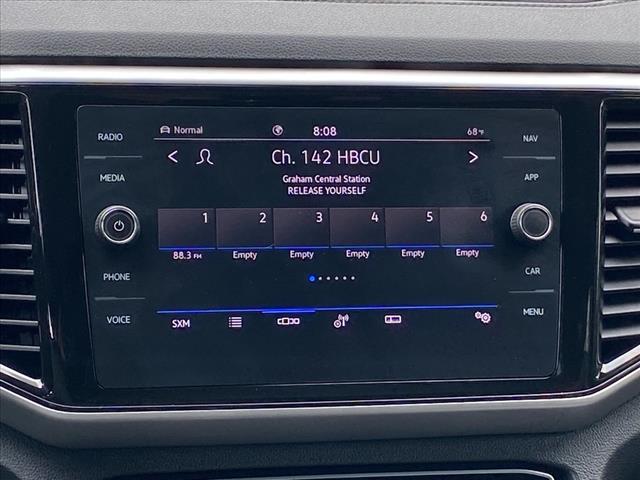 RADIO
MEDIA
PHONE
VOICE
Normal 8:08 68°F
< Ch. 142 HBCU >
Graham Central Station
RELEASE YOURSELF
1 2 3 4 5 6
88.3 FM Empty Empty Empty Empty Empty
SXM
NAV
APP
CAR
MENU